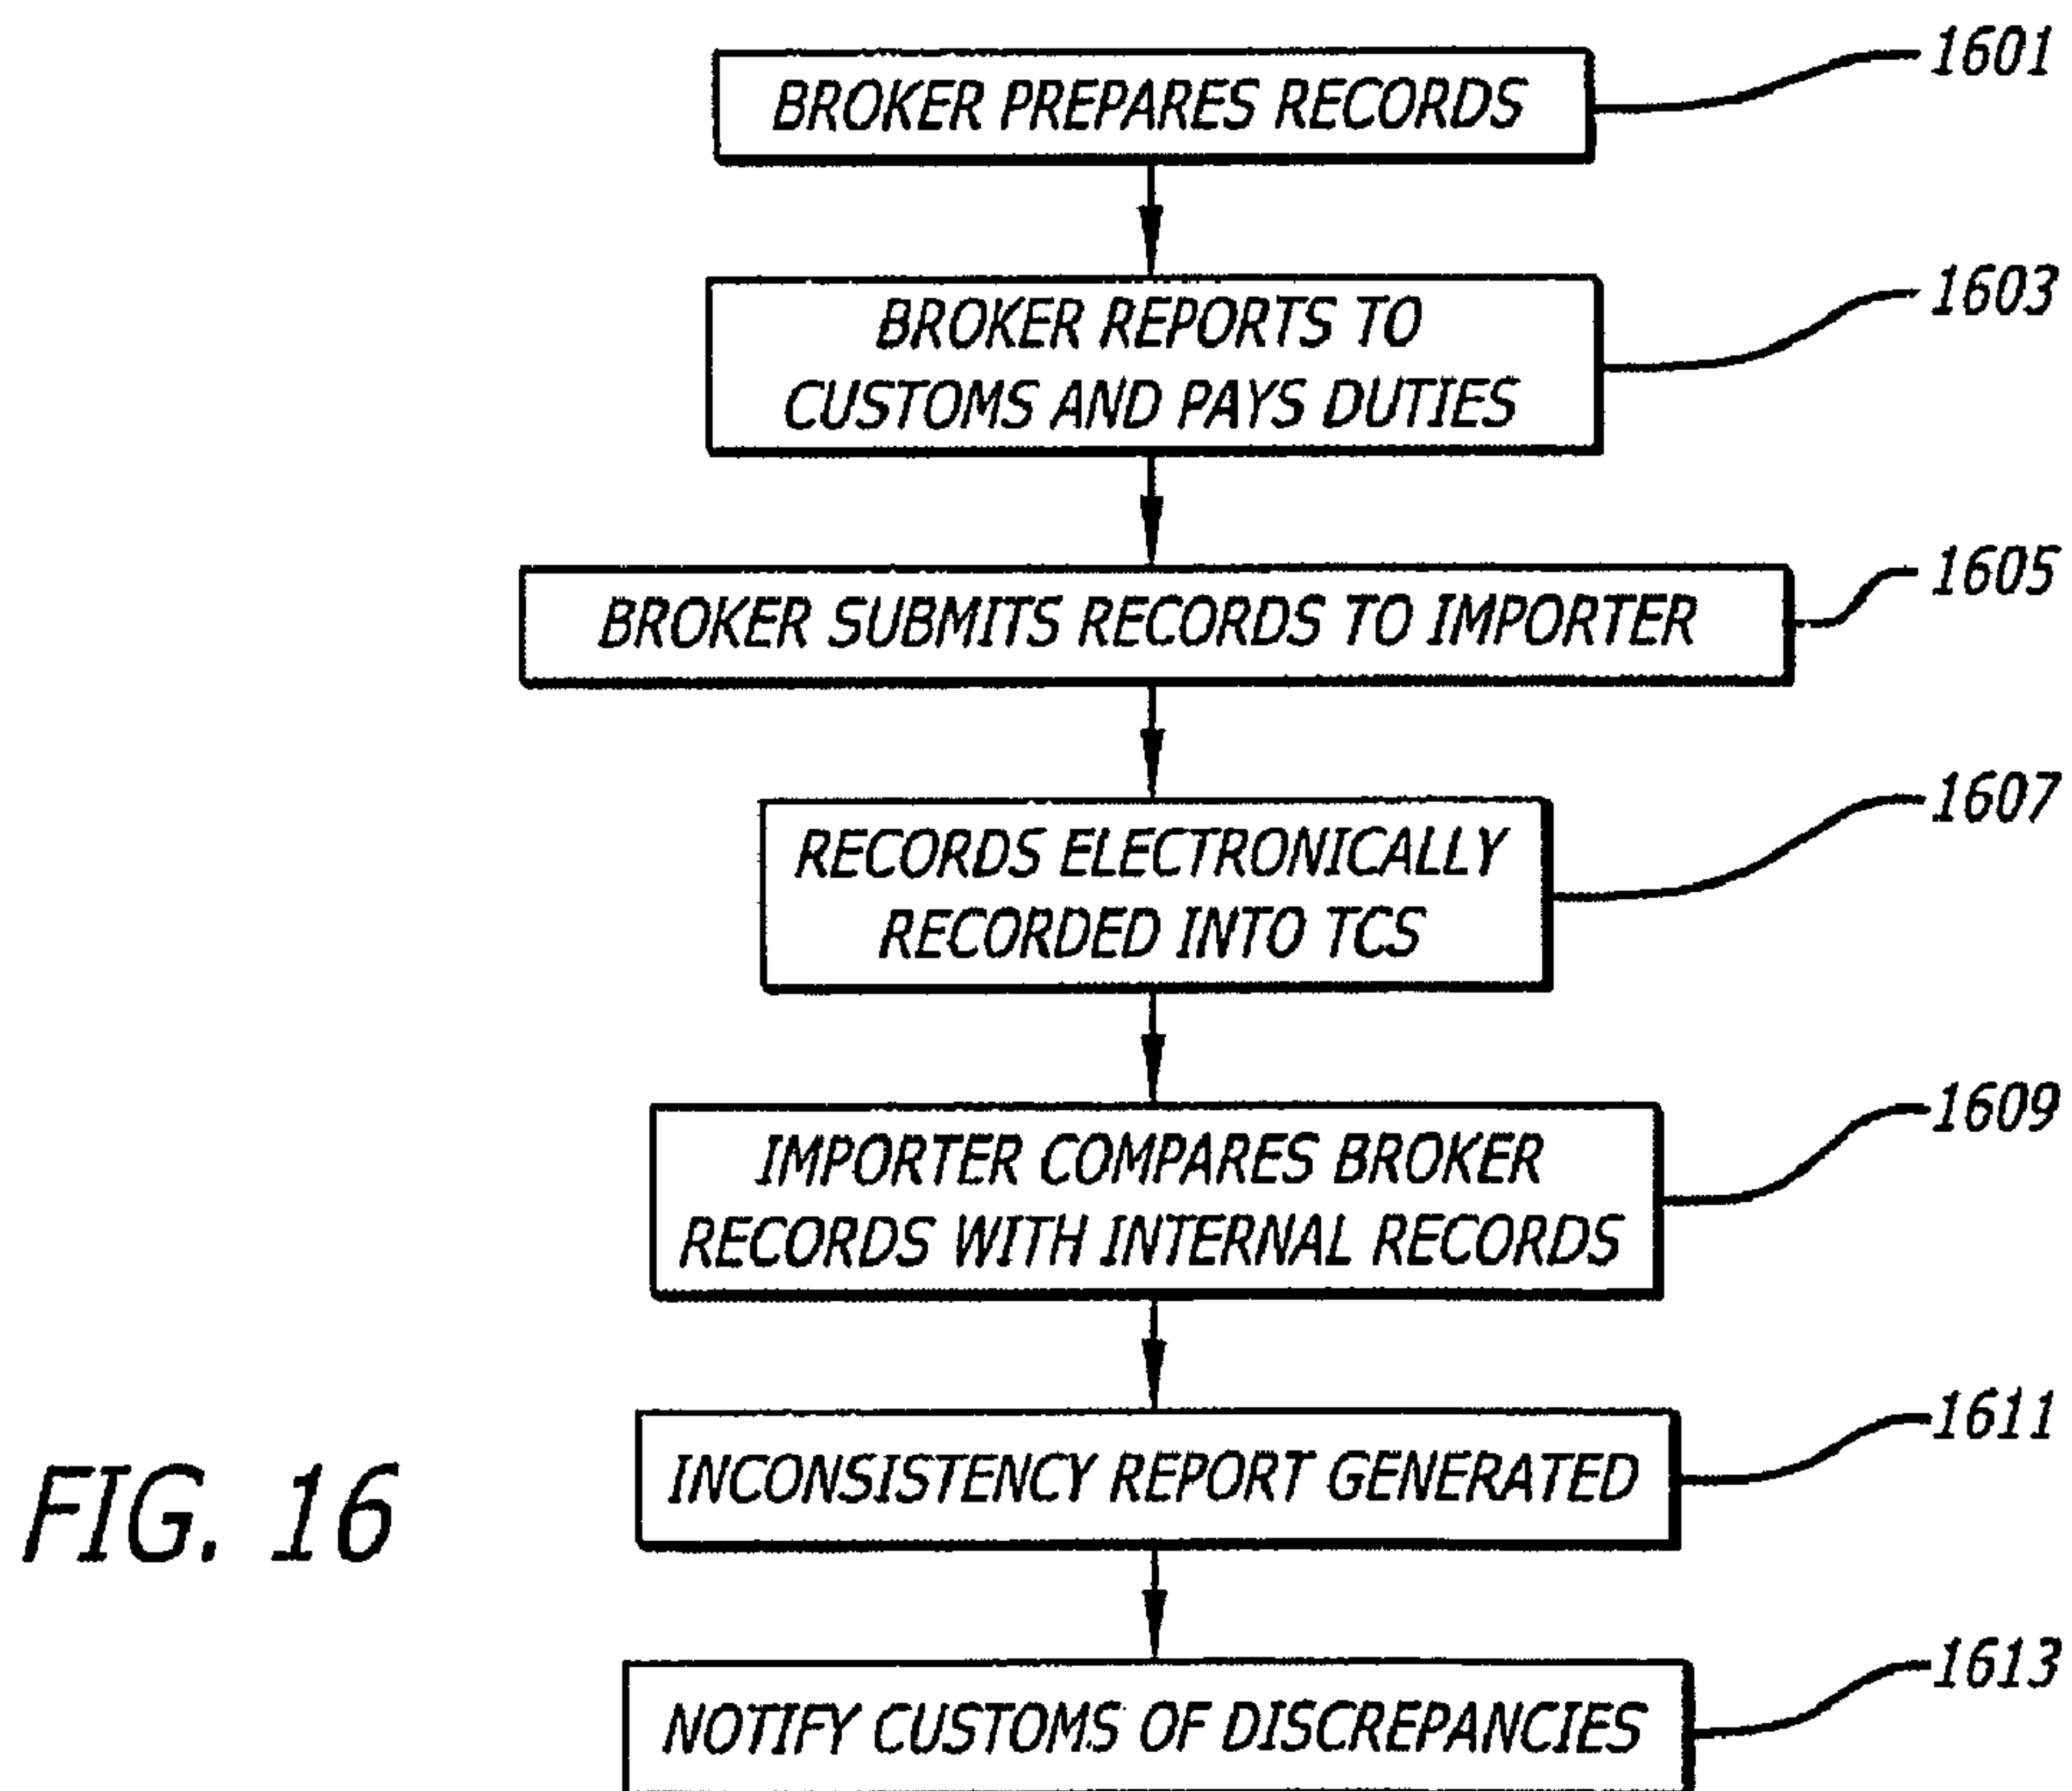 BROKER PREPARES RECORDS
1601
BROKER REPORTS TO
CUSTOMS AND PAYS DUTIES
1603
BROKER SUBMITS RECORDS TO IMPORTER
1605
RECORDS ELECTRONICALLY
RECORDED INTO TCS
1607
IMPORTER COMPARES BROKER
RECORDS WITH INTERNAL RECORDS
1609
INCONSISTENCY REPORT GENERATED
1611
NOTIFY CUSTOMS OF DISCREPANCIES
1613
FIG. 16